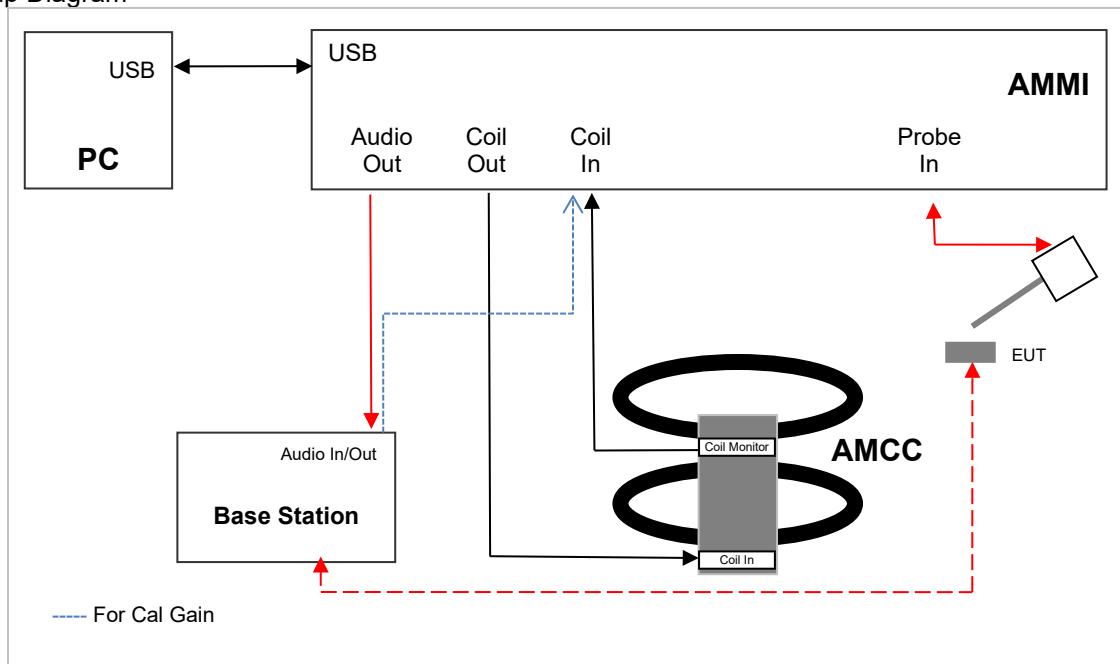 USB
PC
USB
AMMI
Audio
Out
Coil
Out
Coil
In
Probe
In
EUT
Coil Monitor
AMCC
Coil In
Audio In/Out
Base Station
For Cal Gain